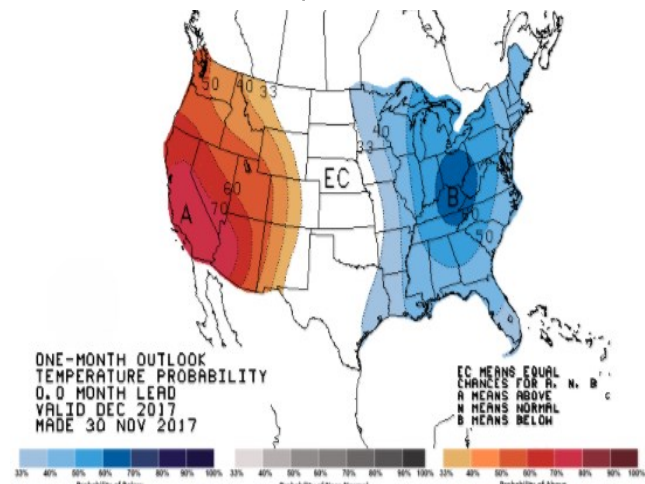 50 40 33
40
33
EC
60
70
A
B
50
ONE-MONTH OUTLOOK
TEMPERATURE PROBABILITY
0.0 MONTH LEAD
VALID DEC 2017
MADE 30 NOV 2017
EC MEANS EQUAL
CHANCES FOR A, N, B
A MEANS ABOVE
N MEANS NORMAL
B MEANS BELOW
33% 40% 50% 60% 70% 80% 90% 100% 33% 40% 50% 60% 70% 80% 90% 100% 33% 40% 50% 60% 70% 80% 90% 100%